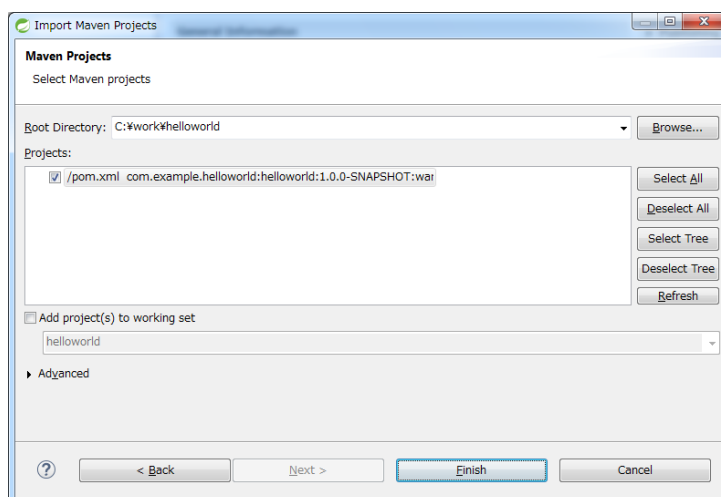 Import Maven Projects
General Information
Maven Projects
Select Maven projects
Root Directory: C:¥work¥helloworld Browse...
Projects:
/pom.xml com.example.helloworld:helloworld:1.0.0-SNAPSHOT:war
Select All
Deselect All
Select Tree
Deselect Tree
Refresh
Add project(s) to working set
helloworld
Advanced
< Back Next > Finish Cancel